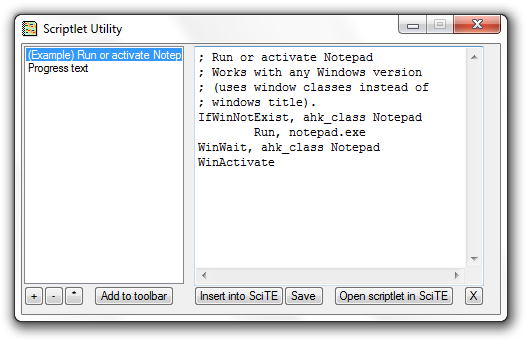 Scriptlet Utility
(Example) Run or activate Notep
Progress text
; Run or activate Notepad
; Works with any Windows version
; (uses window classes instead of
; windows title).
IfWinNotExist, ahk_class Notepad
        Run, notepad.exe
WinWait, ahk_class Notepad
WinActivate
+ - * Add to toolbar Insert into SciTE Save Open scriptlet in SciTE X